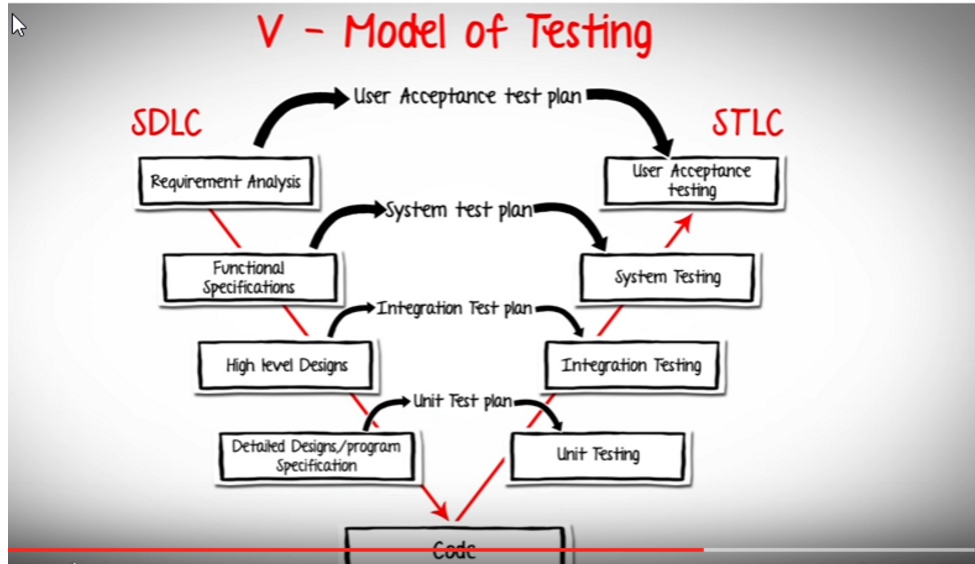 V - Model of Testing
User Acceptance test plan
SDLC
STLC
Requirement Analysis
User Acceptance
testing
System test plan
Functional
Specifications
System Testing
Integration Test plan
High level Designs
Integration Testing
Unit Test plan
Detailed Designs/program
Specification
Unit Testing
Code